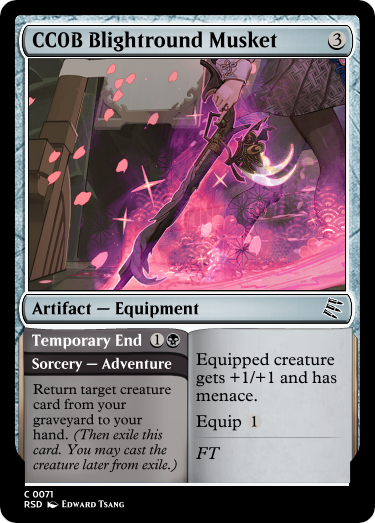 CCOB Blightround Musket 3
Artifact — Equipment
Temporary End 1
Sorcery — Adventure
Return target creature
card from your
graveyard to your
hand. (Then exile this
card. You may cast the
creature later from exile.)
Equipped creature
gets +1/+1 and has
menace.
Equip 1
FT
C 0071
RSD Edward Tsang